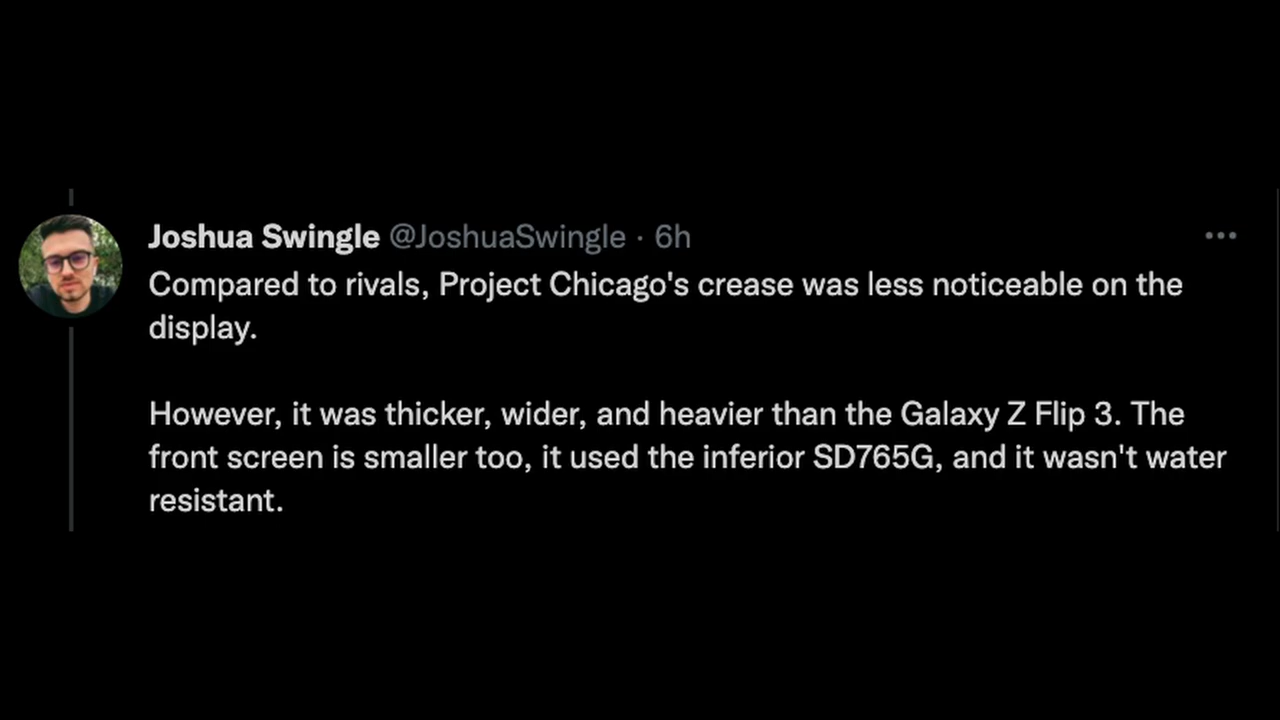 Joshua Swingle @JoshuaSwingle · 6h
Compared to rivals, Project Chicago's crease was less noticeable on the
display.
However, it was thicker, wider, and heavier than the Galaxy Z Flip 3. The
front screen is smaller too, it used the inferior SD765G, and it wasn't water
resistant.